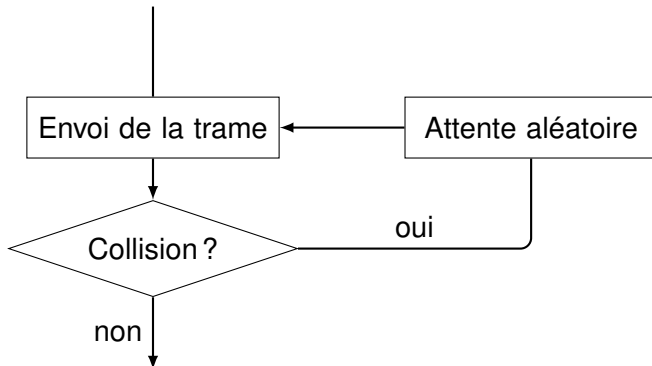 Envoi de la trame
Attente aléatoire
Collision ?
oui
non